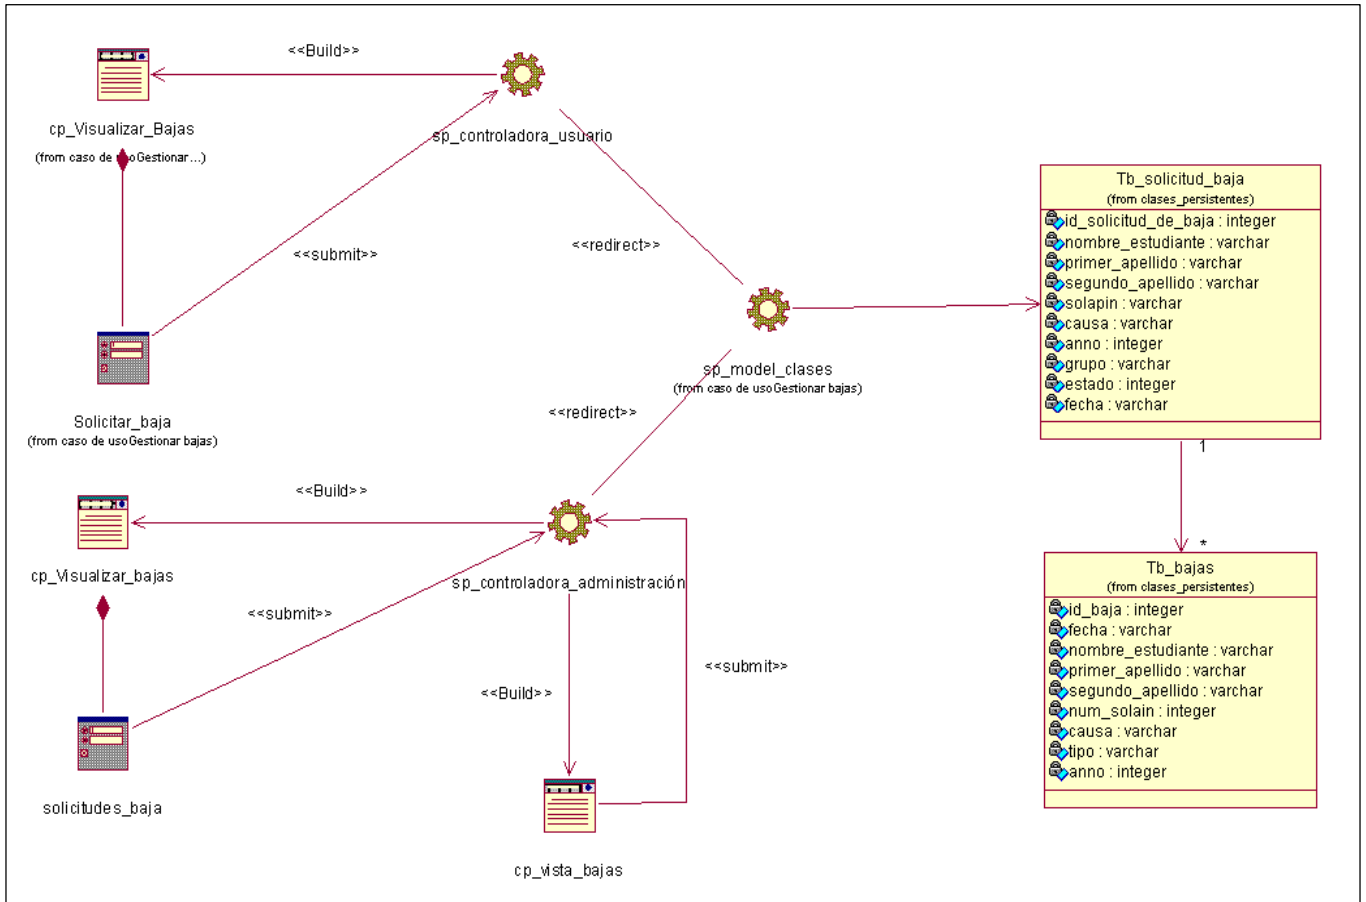 <<Build>>
cp_Visualizar_Bajas
(from caso de usoGestionar...)
sp_controladora_usuario
<<submit>>
<<redirect>>
Solicitar_baja
(from caso de usoGestionar bajas)
sp_model_clases
(from caso de usoGestionar bajas)
<<redirect>>
Tb_solicitud_baja
(from clases_persistentes)
id_solicitud_de_baja : integer
nombre_estudiante : varchar
primer_apellido : varchar
segundo_apellido : varchar
solapin : varchar
causa : varchar
anno : integer
grupo : varchar
estado : integer
fecha : varchar
1
*
<<Build>>
cp_Visualizar_bajas
sp_controladora_administración
<<submit>>
<<Build>>
<<submit>>
solicitudes_baja
cp_vista_bajas
Tb_bajas
(from clases_persistentes)
id_baja : integer
fecha : varchar
nombre_estudiante : varchar
primer_apellido : varchar
segundo_apellido : varchar
num_solain : integer
causa : varchar
tipo : varchar
anno : integer